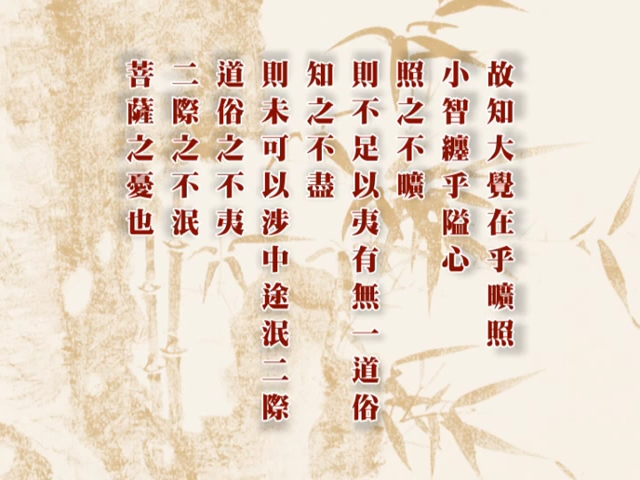 故知大覺在乎曠照
小智纏乎隘心
照之不曠
則不足以夷有無一道俗
知之不盡
則未可以涉中途泯二際
道俗之不夷
二際之不泯
菩薩之憂也